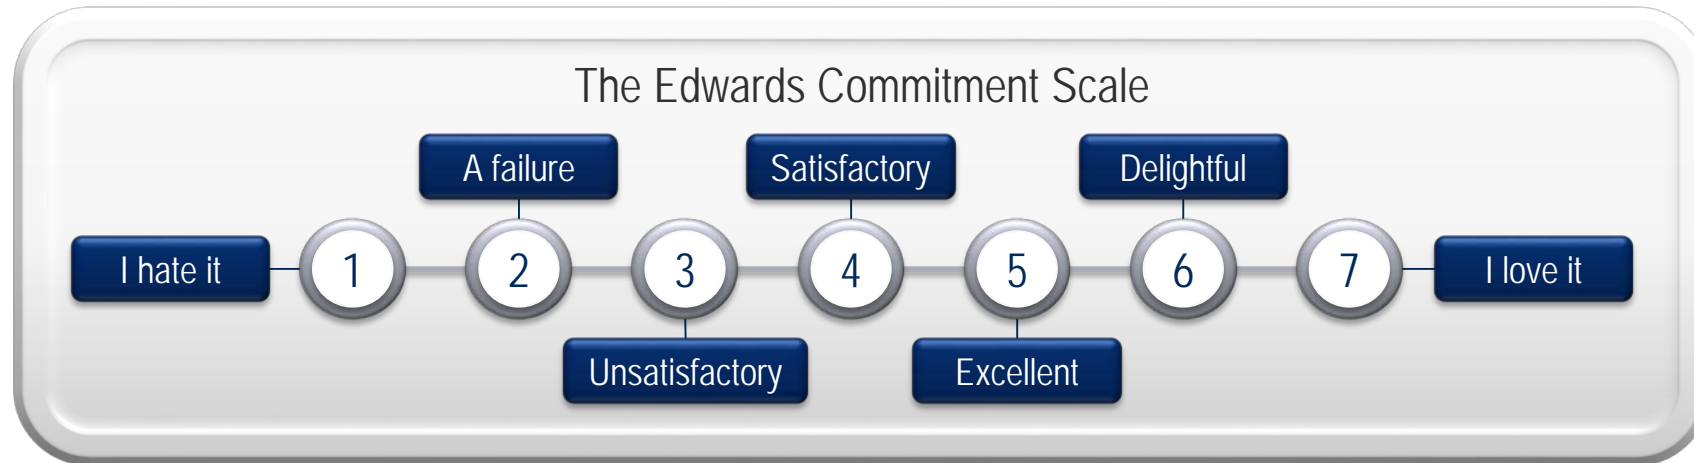 The Edwards Commitment Scale
A failure
Satisfactory
Delightful
I hate it
1
2
3
4
5
6
7
I love it
Unsatisfactory
Excellent